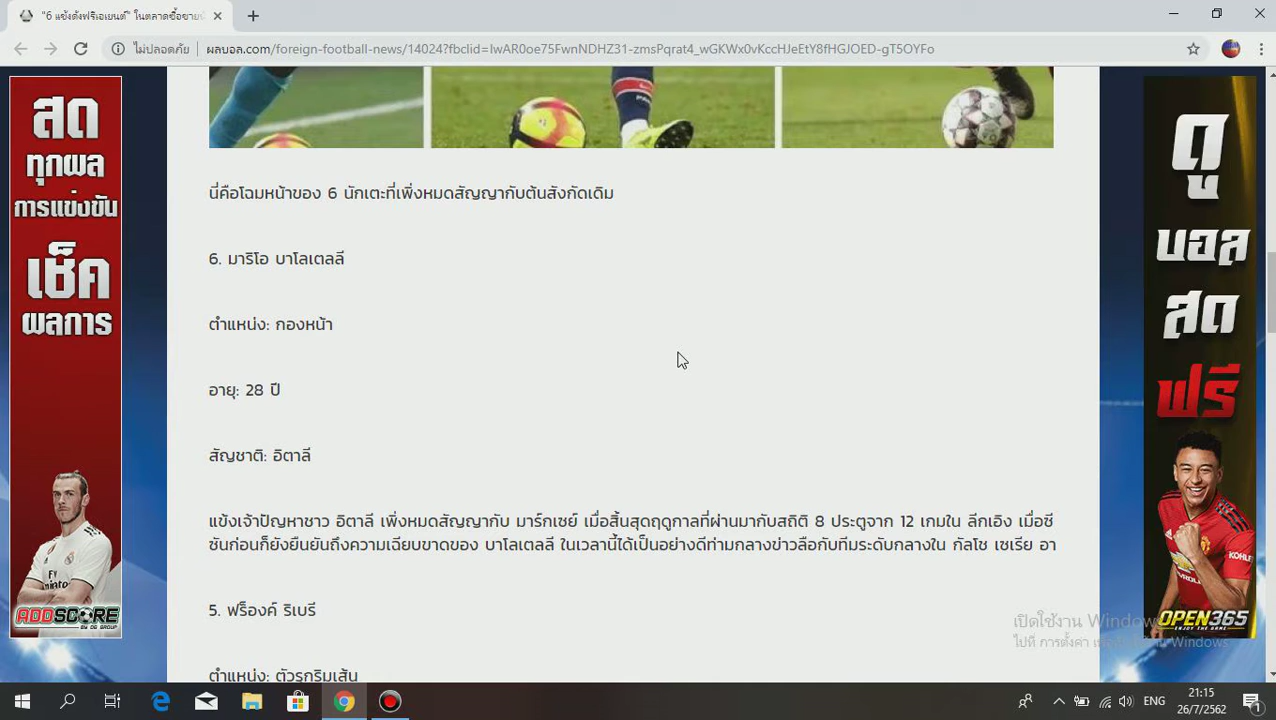 "6 แข้งดังฟรีเอเยนต์" ในตลาดซื้อขาย
ไม่ปลอดภัย
ผลบอล.com/foreign-football-news/14024?fbclid=IwAR06e75FwnNDHZ31-zmsPqrat4_wGKWx0vKccHJeEtY8fHGJOED-gT5OYFo
สด
ทุกผล
การแข่งขัน
เช็ค
ผลการ
ADDSCORE
BY OG GROUP
นี่คือโฉมหน้าของ 6 นักเตะที่เพิ่งหมดสัญญากับต้นสังกัดเดิม
6. มาริโอ บาโลเตลลี
ตำแหน่ง: กองหน้า
อายุ: 28 ปี
สัญชาติ: อิตาลี
แข้งเจ้าปัญหาชาว อิตาลี เพิ่งหมดสัญญากับ มาร์กเซย์ เมื่อสิ้นสุดฤดูกาลที่ผ่านมากับสถิติ 8 ประตูจาก 12 เกมใน ลีกเอิง เมื่อซี
ซันก่อนก็ยังยืนยันถึงความเฉียบขาดของ บาโลเตลลี ในเวลานี้ได้เป็นอย่างดีท่ามกลางข่าวลือกับทีมระดับกลางใน กัลโช เซเรีย อา
5. ฟร็องค์ ริเบรี
ตำแหน่ง: ตัวรุกริมเส้น
ดู
บอล
สด
ฟรี
KOHLER
CHEVROLET
OPEN365
ENJOY THE GAME
เปิดใช้งาน Windows
ENG
21:15
26/7/2562
1